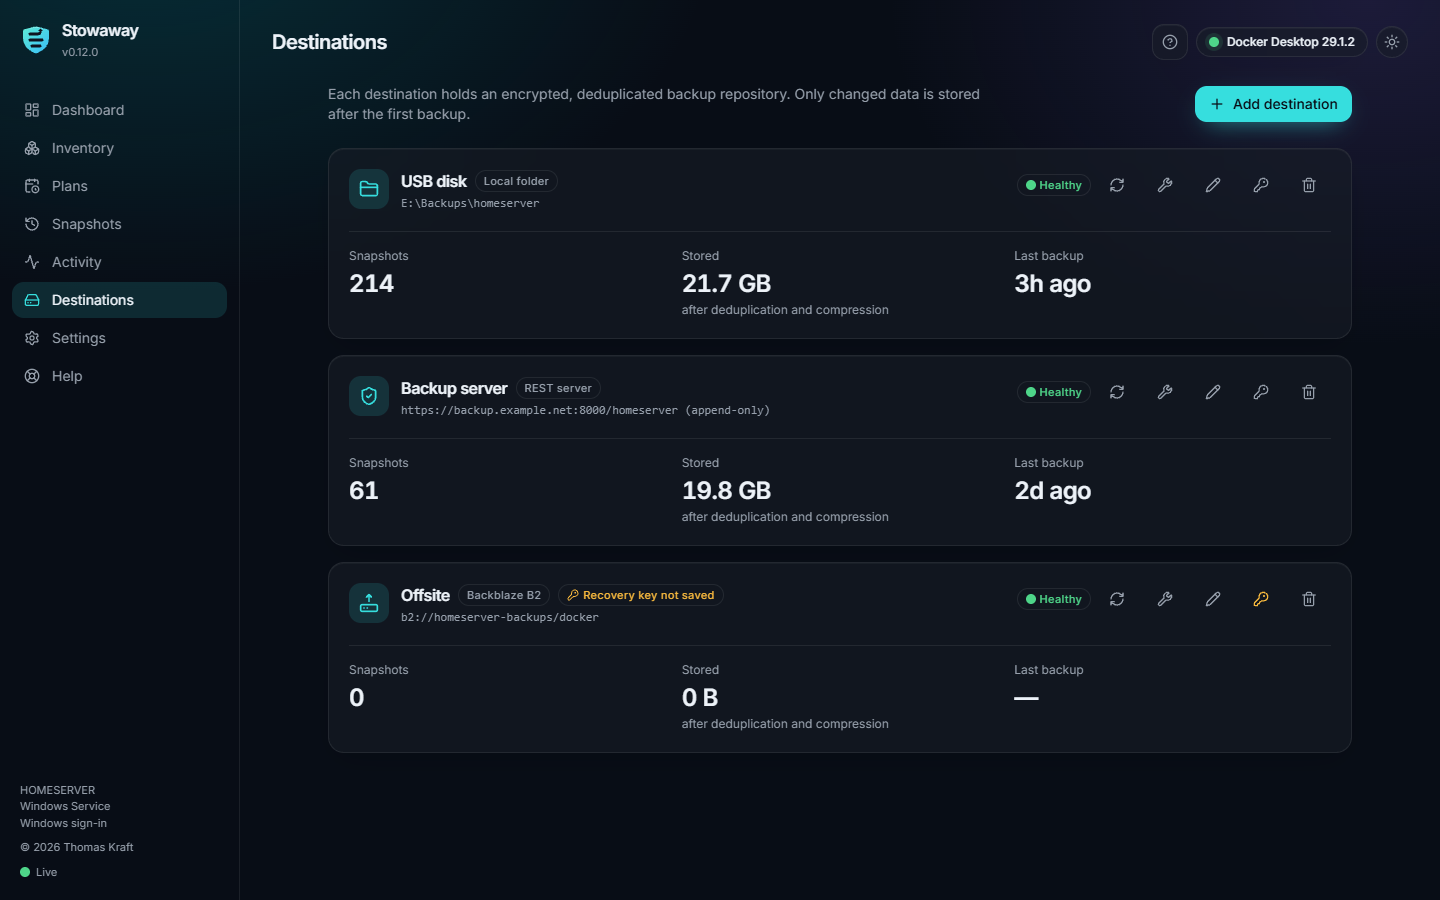 Stowaway
v0.12.0
Dashboard
Inventory
Plans
Snapshots
Activity
Destinations
Settings
Help
HOMESERVER
Windows Service
Windows sign-in
© 2026 Thomas Kraft
Live
Destinations
Docker Desktop 29.1.2
Each destination holds an encrypted, deduplicated backup repository. Only changed data is stored
after the first backup.
Add destination
USB disk Local folder
E:\Backups\homeserver
Healthy
Snapshots Stored Last backup
214 21.7 GB 3h ago
after deduplication and compression
Backup server REST server
https://backup.example.net:8000/homeserver (append-only)
Healthy
Snapshots Stored Last backup
61 19.8 GB 2d ago
after deduplication and compression
Offsite Backblaze B2 Recovery key not saved
b2://homeserver-backups/docker
Healthy
Snapshots Stored Last backup
0 0 B —
after deduplication and compression